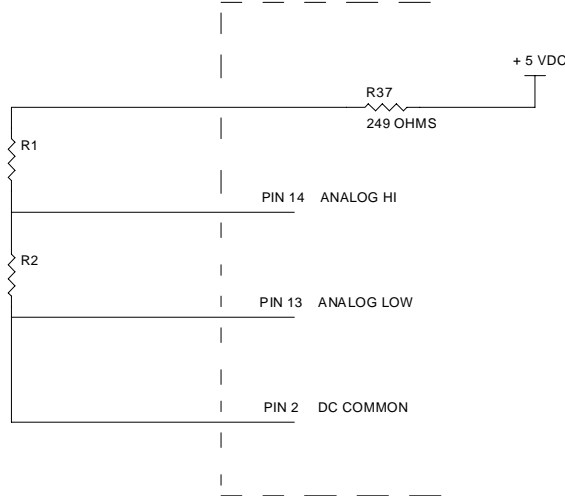 + 5 VDC
R37
249 OHMS
R1
PIN 14 ANALOG HI
R2
PIN 13 ANALOG LOW
PIN 2 DC COMMON